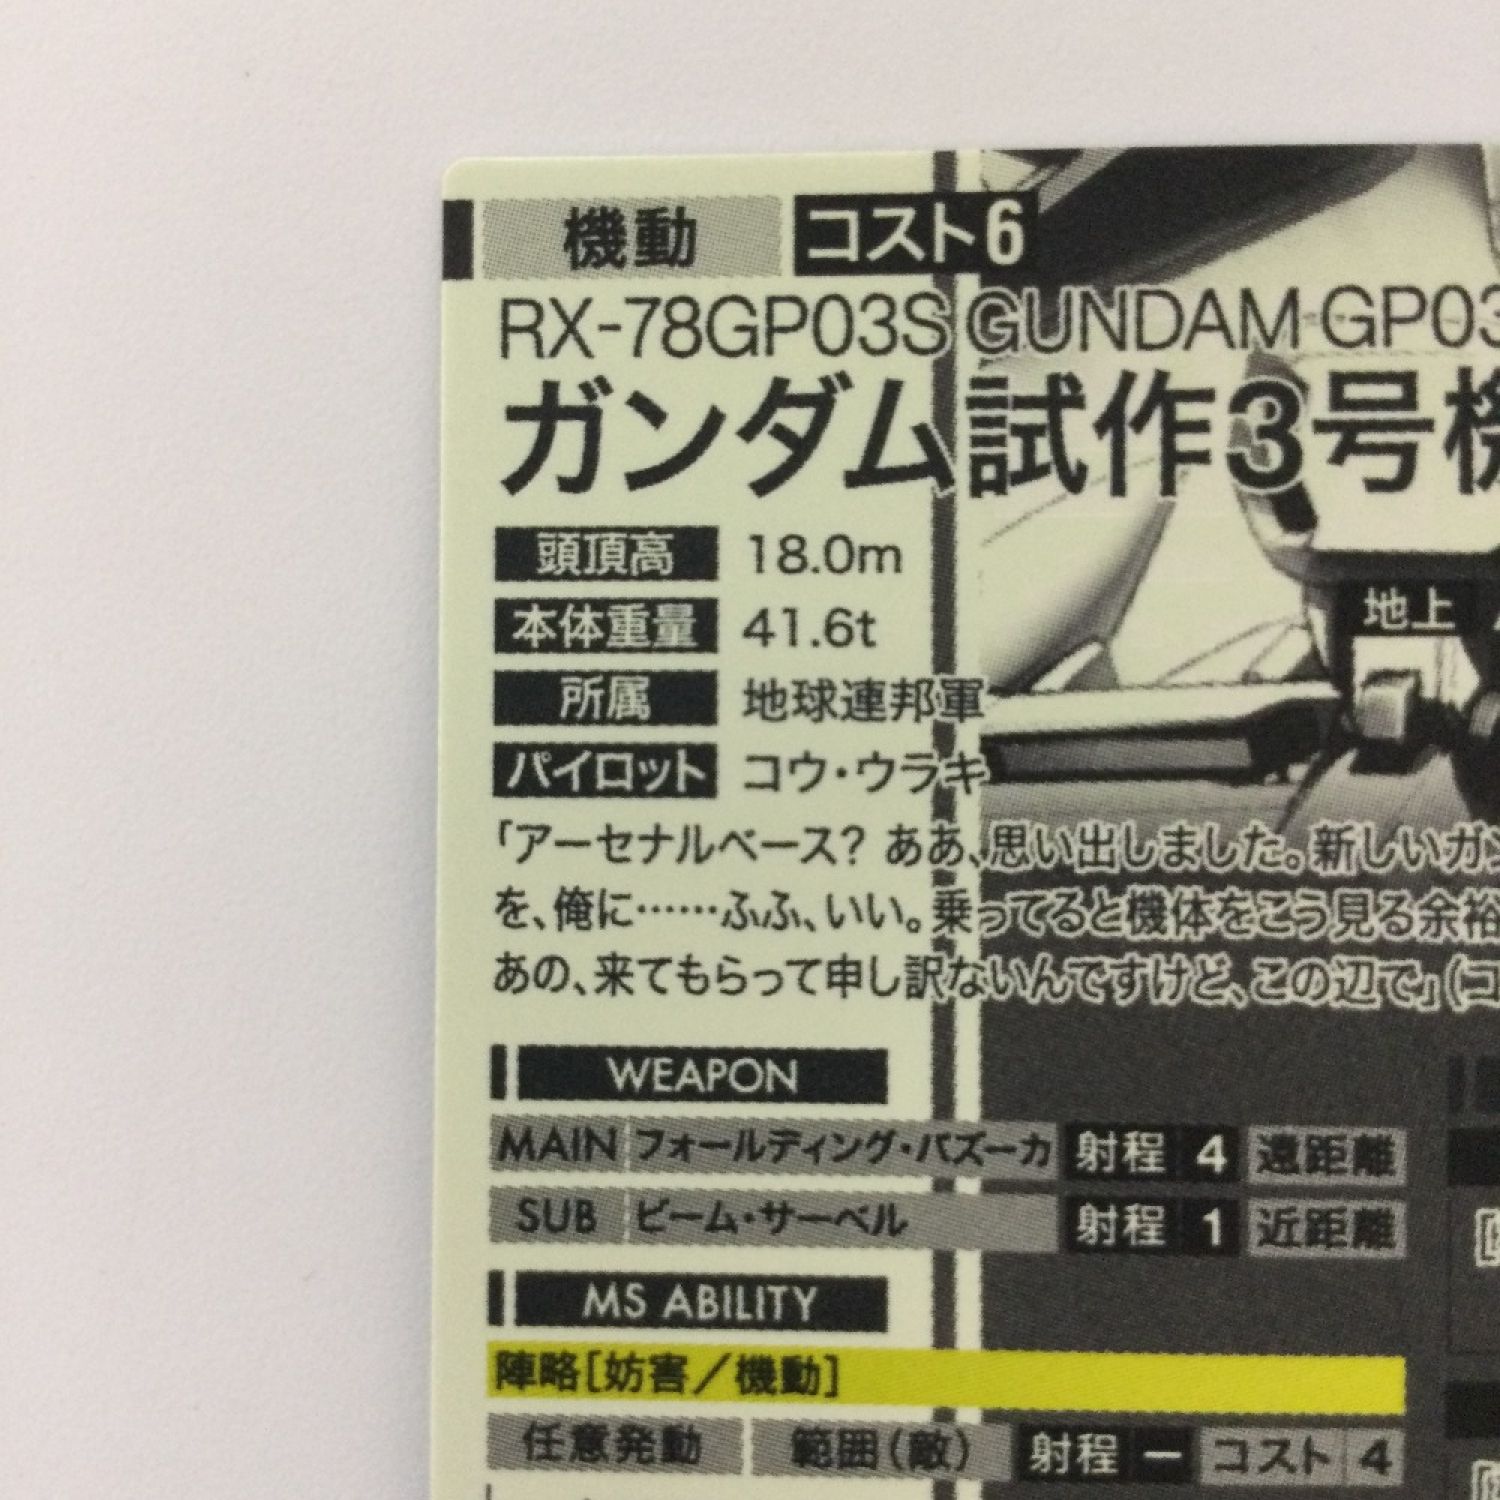 機動 コスト6
RX-78GP03S GUNDAM GP03
ガンダム試作3号機
頭頂高 18.0m
地上
本体重量 41.6t
所属 地球連邦軍
パイロット コウ・ウラキ
「アーセナルベース? ああ、思い出しました。新しいガン
を、俺に……ふふ、いい。乗ってると機体をこう見る余裕
あの、来てもらって申し訳ないんですけど、この辺で」(コ
WEAPON
MAIN フォールディング・バズーカ 射程 4 遠距離
SUB ビーム・サーベル 射程 1 近距離
MS ABILITY
陣略[妨害／機動]
任意発動 範囲(敵) 射程 ー コスト 4